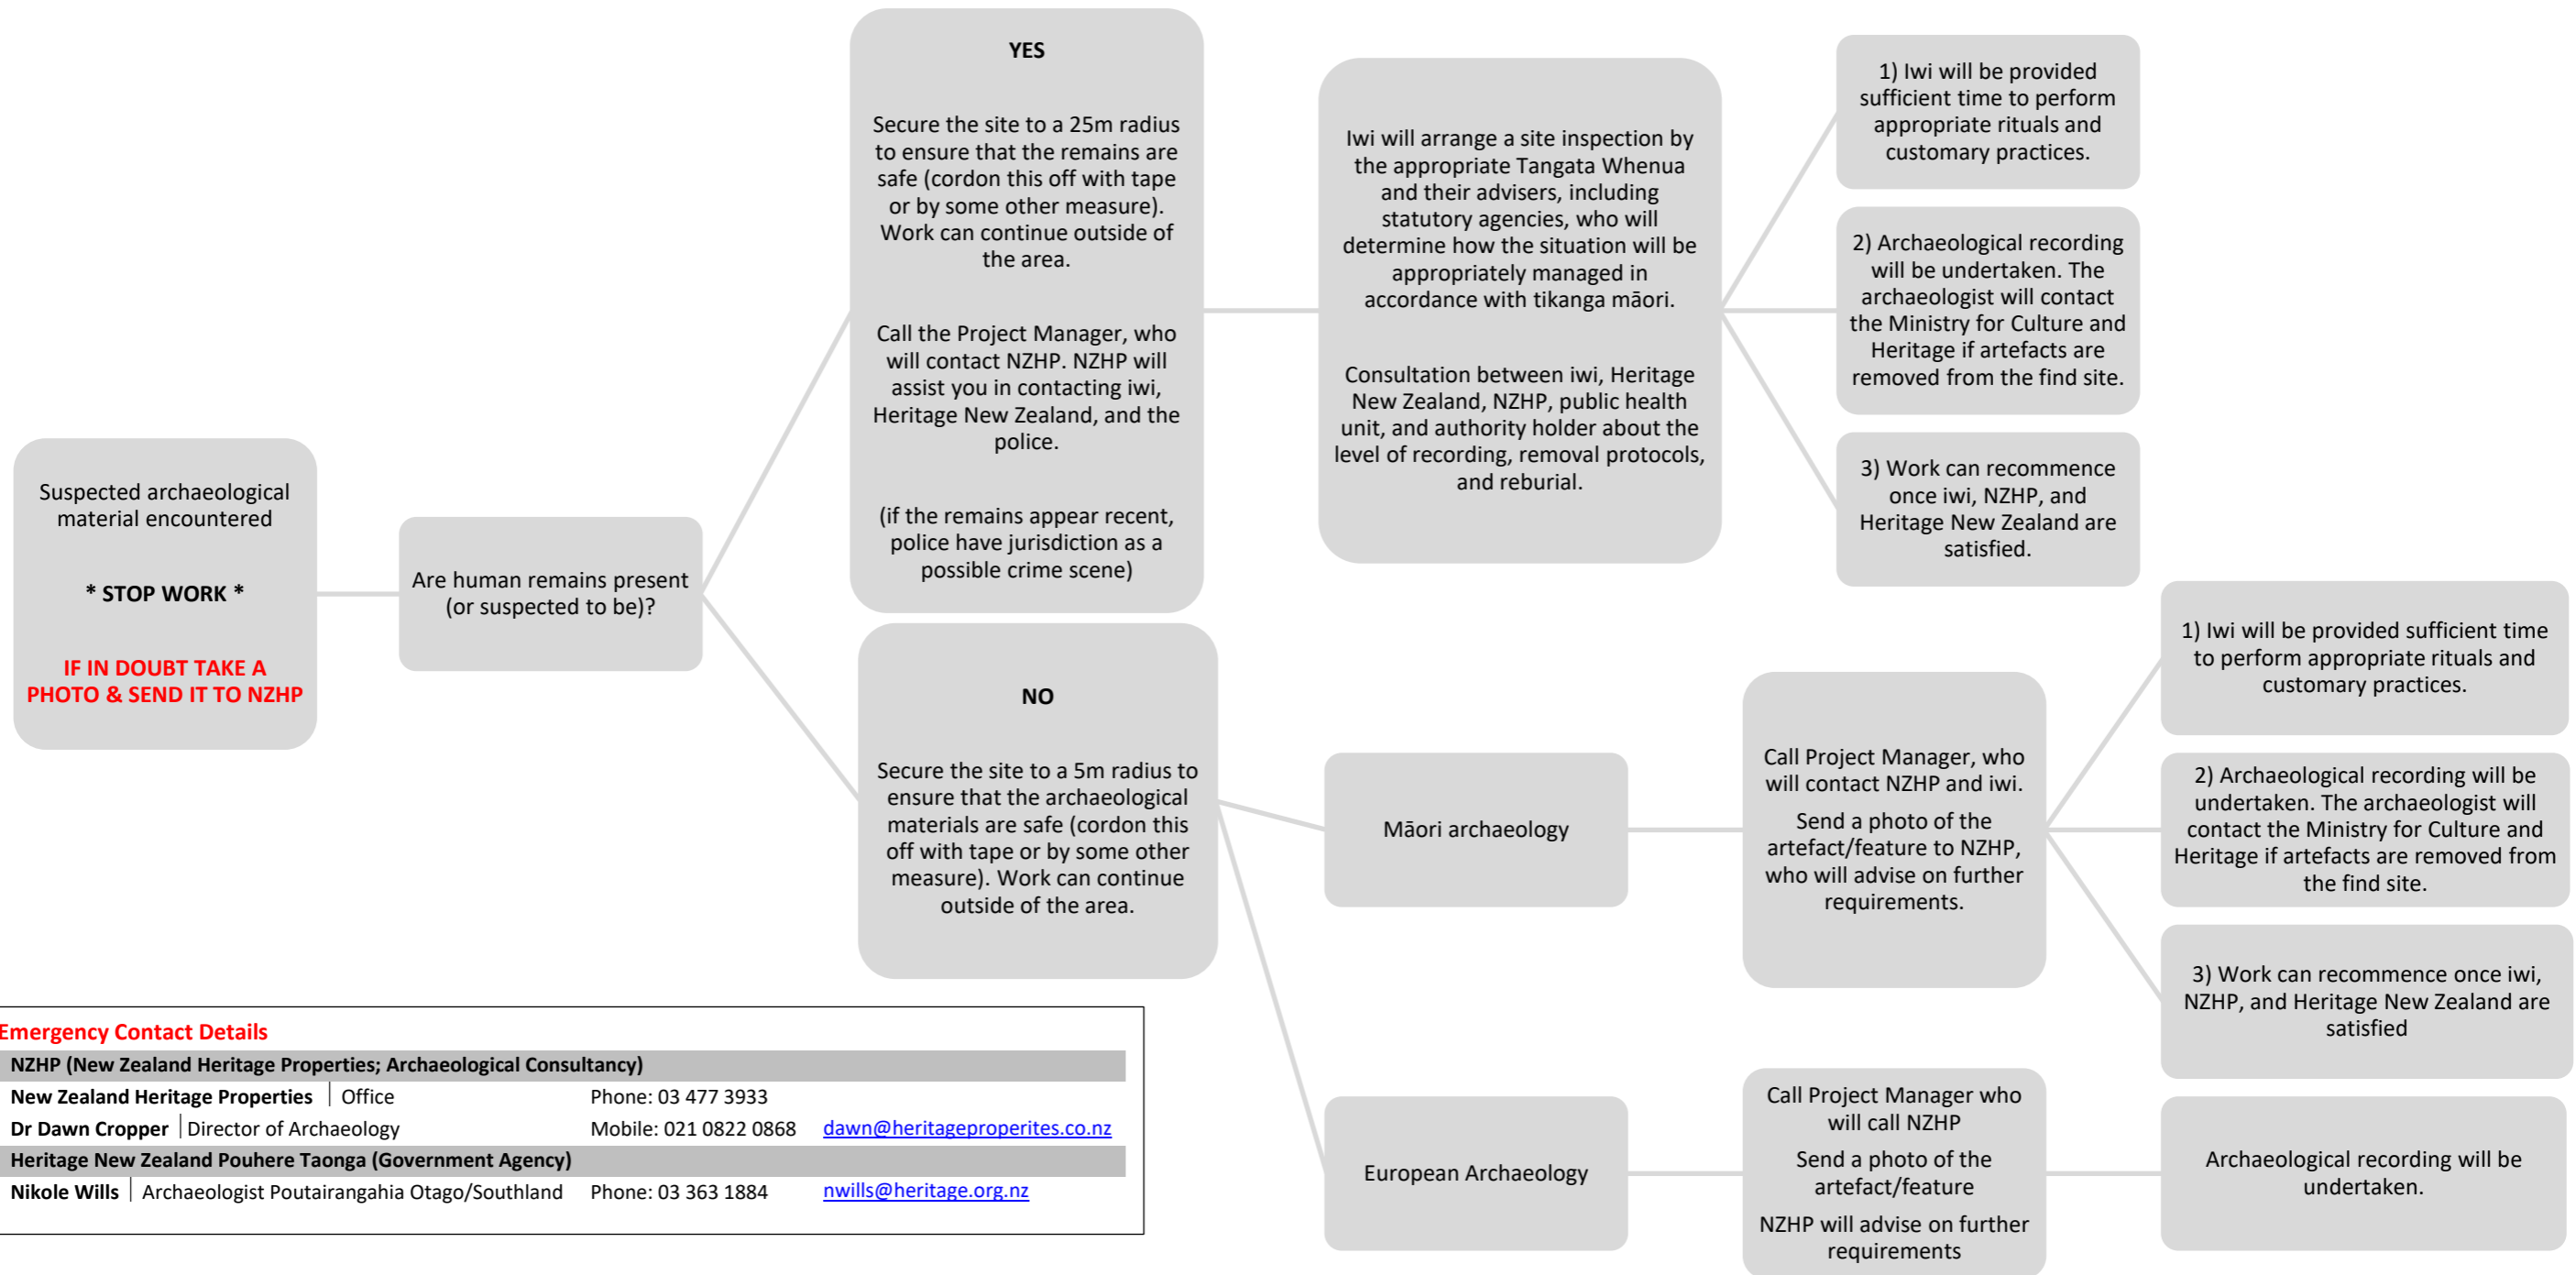 Suspected archaeological
material encountered
* STOP WORK *
IF IN DOUBT TAKE A
PHOTO & SEND IT TO NZHP
Are human remains present
(or suspected to be)?
YES
Secure the site to a 25m radius
to ensure that the remains are
safe (cordon this off with tape
or by some other measure).
Work can continue outside of
the area.
Call the Project Manager, who
will contact NZHP. NZHP will
assist you in contacting iwi,
Heritage New Zealand, and the
police.
(if the remains appear recent,
police have jurisdiction as a
possible crime scene)
Iwi will arrange a site inspection by
the appropriate Tangata Whenua
and their advisers, including
statutory agencies, who will
determine how the situation will be
appropriately managed in
accordance with tikanga māori.
Consultation between iwi, Heritage
New Zealand, NZHP, public health
unit, and authority holder about the
level of recording, removal protocols,
and reburial.
1) Iwi will be provided
sufficient time to perform
appropriate rituals and
customary practices.
2) Archaeological recording
will be undertaken. The
archaeologist will contact
the Ministry for Culture and
Heritage if artefacts are
removed from the find site.
3) Work can recommence
once iwi, NZHP, and
Heritage New Zealand are
satisfied.
NO
Secure the site to a 5m radius to
ensure that the archaeological
materials are safe (cordon this
off with tape or by some other
measure). Work can continue
outside of the area.
Māori archaeology
Call Project Manager, who
will contact NZHP and iwi.
Send a photo of the
artefact/feature to NZHP,
who will advise on further
requirements.
1) Iwi will be provided sufficient time
to perform appropriate rituals and
customary practices.
2) Archaeological recording will be
undertaken. The archaeologist will
contact the Ministry for Culture and
Heritage if artefacts are removed from
the find site.
3) Work can recommence once iwi,
NZHP, and Heritage New Zealand are
satisfied
European Archaeology
Call Project Manager who
will call NZHP
Send a photo of the
artefact/feature
NZHP will advise on further
requirements
Archaeological recording will be
undertaken.
Emergency Contact Details
NZHP (New Zealand Heritage Properties; Archaeological Consultancy)
New Zealand Heritage Properties | Office Phone: 03 477 3933
Dr Dawn Cropper | Director of Archaeology Mobile: 021 0822 0868 dawn@heritageproperites.co.nz
Heritage New Zealand Pouhere Taonga (Government Agency)
Nikole Wills | Archaeologist Poutairangahia Otago/Southland Phone: 03 363 1884 nwills@heritage.org.nz